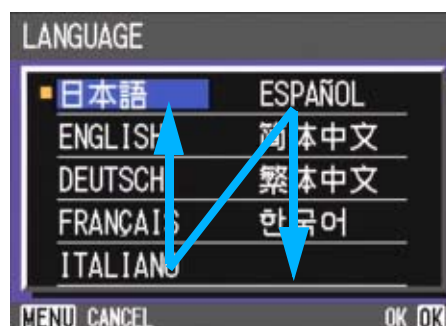 LANGUAGE
日本語
ENGLISH
DEUTSCH
FRANÇAIS
ITALIANO
ESPAÑOL
简体中文
繁体中文
한국어
MENU CANCEL
OK OK